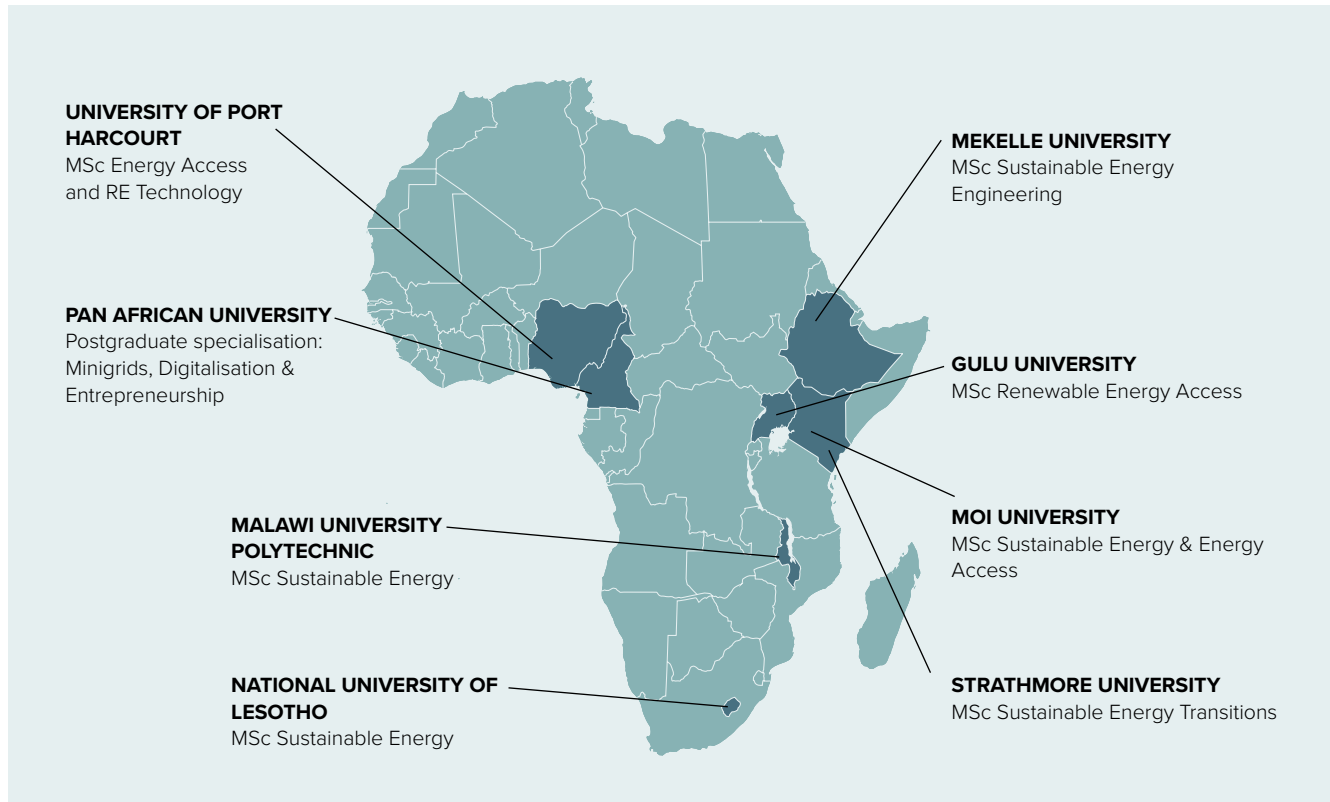 UNIVERSITY OF PORT
HARCOURT
MSc Energy Access
and RE Technology
PAN AFRICAN UNIVERSITY
Postgraduate specialisation:
Minigrids, Digitalisation &
Entrepreneurship
MALAWI UNIVERSITY
POLYTECHNIC
MSc Sustainable Energy
NATIONAL UNIVERSITY OF
LESOTHO
MSc Sustainable Energy
MEKELLE UNIVERSITY
MSc Sustainable Energy
Engineering
GULU UNIVERSITY
MSc Renewable Energy Access
MOI UNIVERSITY
MSc Sustainable Energy & Energy
Access
STRATHMORE UNIVERSITY
MSc Sustainable Energy Transitions